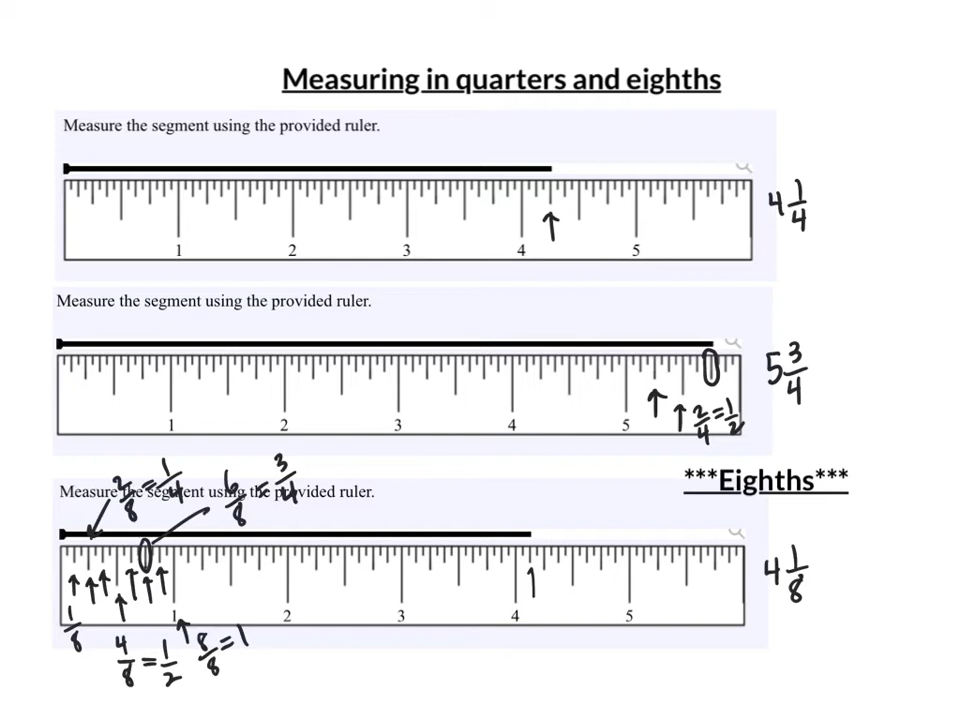 Measuring in quarters and eighths
Measure the segment using the provided ruler.
4 1/4
1 2 3 4 5
Measure the segment using the provided ruler.
5 3/4
2/4 = 1/2
1 2 3 4 5
***Eighths***
2/8 = 1/4 6/8 = 3/4
Measure the segment using the provided ruler.
4 1/8
1 2 3 4 5
1/8
4/8 = 1/2 8/8 = 1